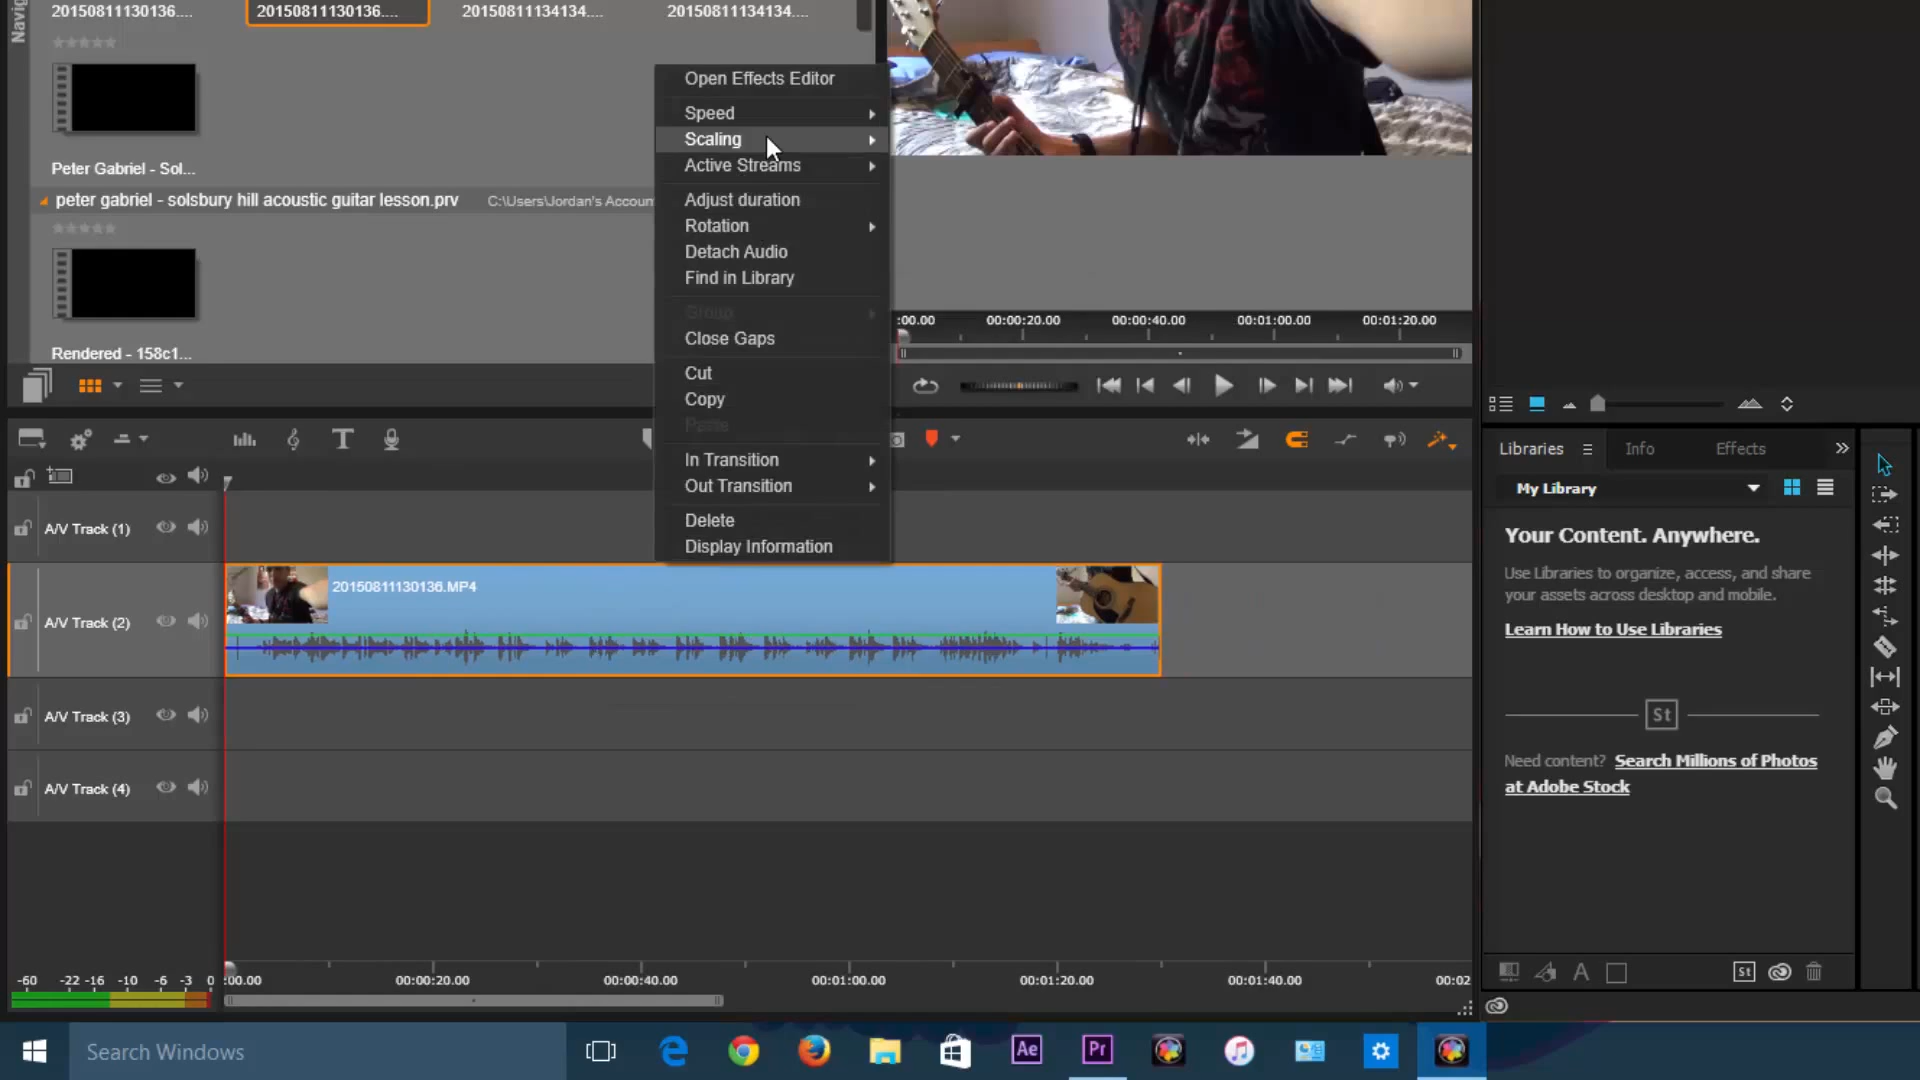 Navig
20150811130136....
20150811130136....
20150811134134....
20150811134134....
Peter Gabriel - Sol...
peter gabriel - solsbury hill acoustic guitar lesson.prv
C:\Users\Jordan's Accoun
Rendered - 158c1...
Open Effects Editor
Speed
Scaling
Active Streams
Adjust duration
Rotation
Detach Audio
Find in Library
Group
Close Gaps
Cut
Copy
Paste
In Transition
Out Transition
Delete
Display Information
:00.00
00:00:20.00
00:00:40.00
00:01:00.00
00:01:20.00
A/V Track (1)
A/V Track (2)
20150811130136.MP4
A/V Track (3)
A/V Track (4)
-60 -22 -16 -10 -6 -3 0
:00.00
00:00:20.00
00:00:40.00
00:01:00.00
00:01:20.00
00:01:40.00
00:02
Libraries
Info
Effects
My Library
Your Content. Anywhere.
Use Libraries to organize, access, and share
your assets across desktop and mobile.
Learn How to Use Libraries
St
Need content? Search Millions of Photos
at Adobe Stock
St
Search Windows
Ae
Pr